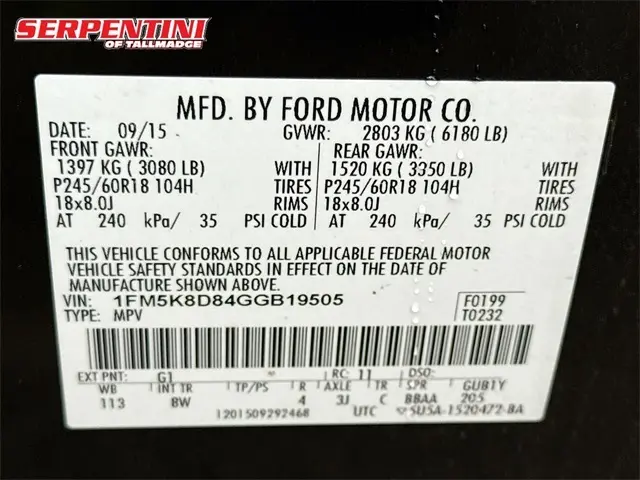 SERPENTINI
OF TALLMADGE
MFD. BY FORD MOTOR CO.
DATE: 09/15 GVWR: 2803 KG ( 6180 LB)
FRONT GAWR: REAR GAWR:
1397 KG ( 3080 LB) WITH 1520 KG ( 3350 LB) WITH
P245/60R18 104H TIRES P245/60R18 104H TIRES
18x8.0J RIMS 18x8.0J RIMS
AT 240 kPa/ 35 PSI COLD AT 240 kPa/ 35 PSI COLD
THIS VEHICLE CONFORMS TO ALL APPLICABLE FEDERAL MOTOR
VEHICLE SAFETY STANDARDS IN EFFECT ON THE DATE OF
MANUFACTURE SHOWN ABOVE.
VIN: 1FM5K8D84GGB19505 F0199
TYPE: MPV T0232
EXT PNT: G1 RC: 11 DSO:
WB INT TR TP/PS R AXLE TR SPR GUB1Y
113 8W 4 3J C BBAA 205
1201509292468 UTC 5U5A-1520472-BA